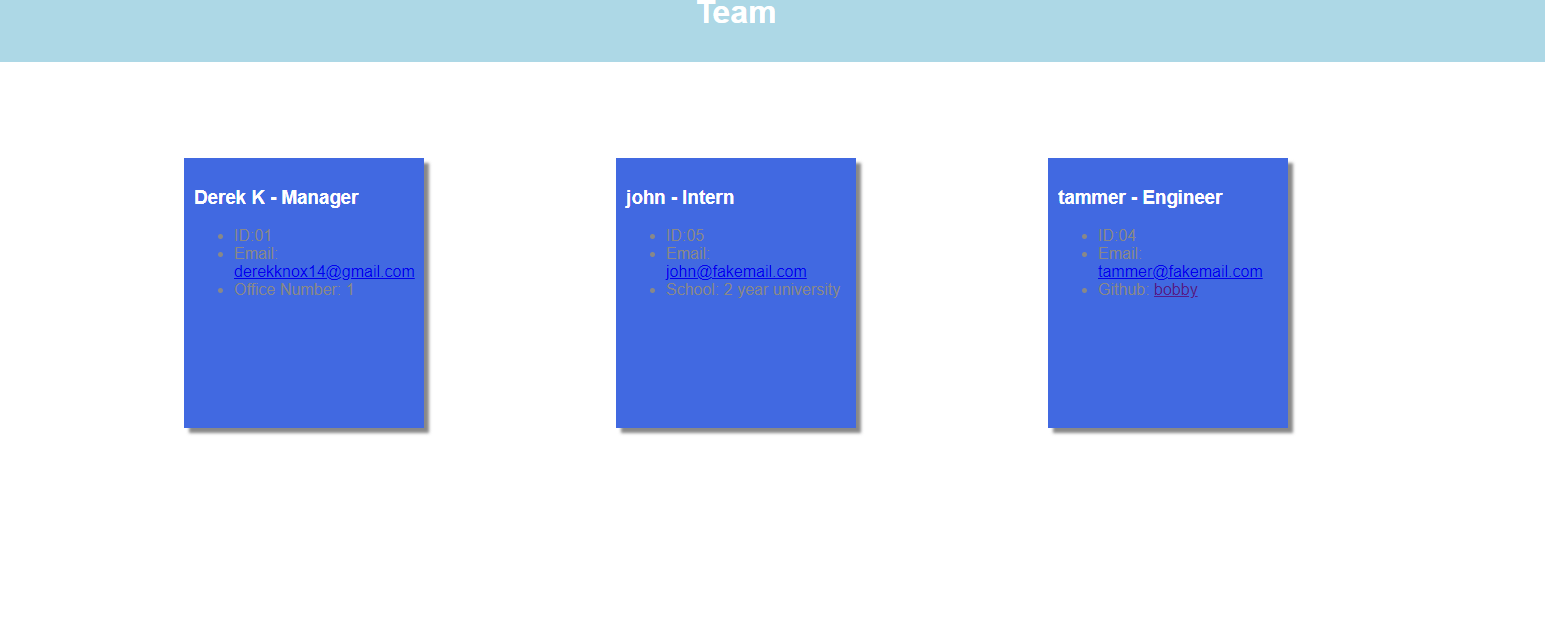 Team
Derek K - Manager
ID:01
Email:
derekknox14@gmail.com
Office Number: 1
john - Intern
ID:05
Email:
john@fakemail.com
School: 2 year university
tammer - Engineer
ID:04
Email:
tammer@fakemail.com
Github: bobby